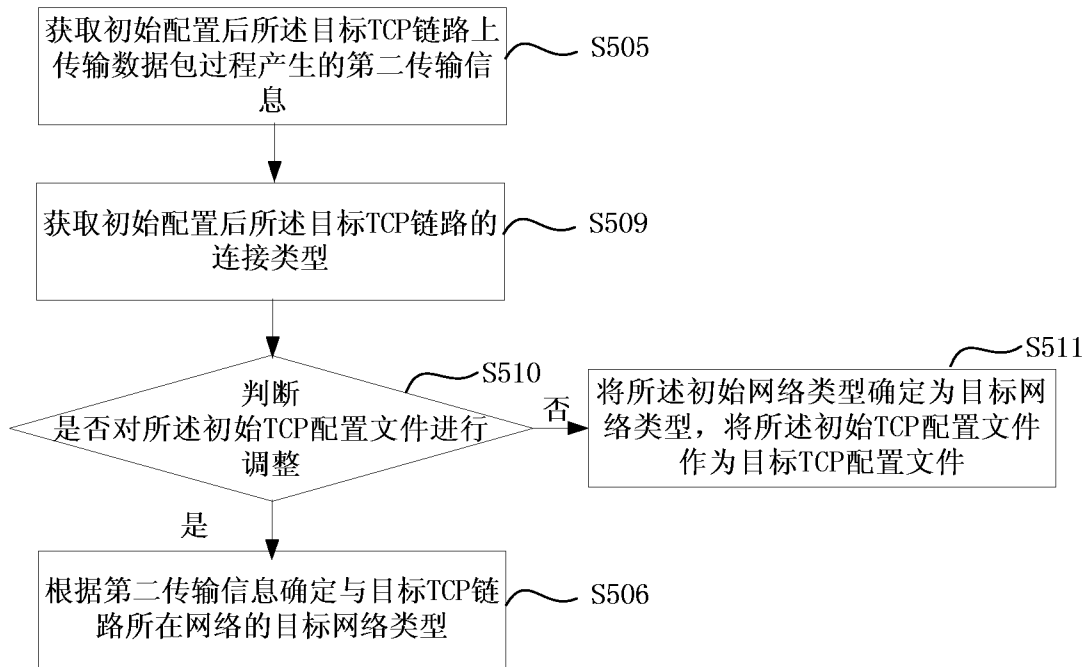 获取初始配置后所述目标TCP链路上
传输数据包过程产生的第二传输信
息
S505
获取初始配置后所述目标TCP链路的
连接类型
S509
判断
是否对所述初始TCP配置文件进行
调整
S510
否
将所述初始网络类型确定为目标网
络类型，将所述初始TCP配置文件
作为目标TCP配置文件
S511
是
根据第二传输信息确定与目标TCP链
路所在网络的目标网络类型
S506